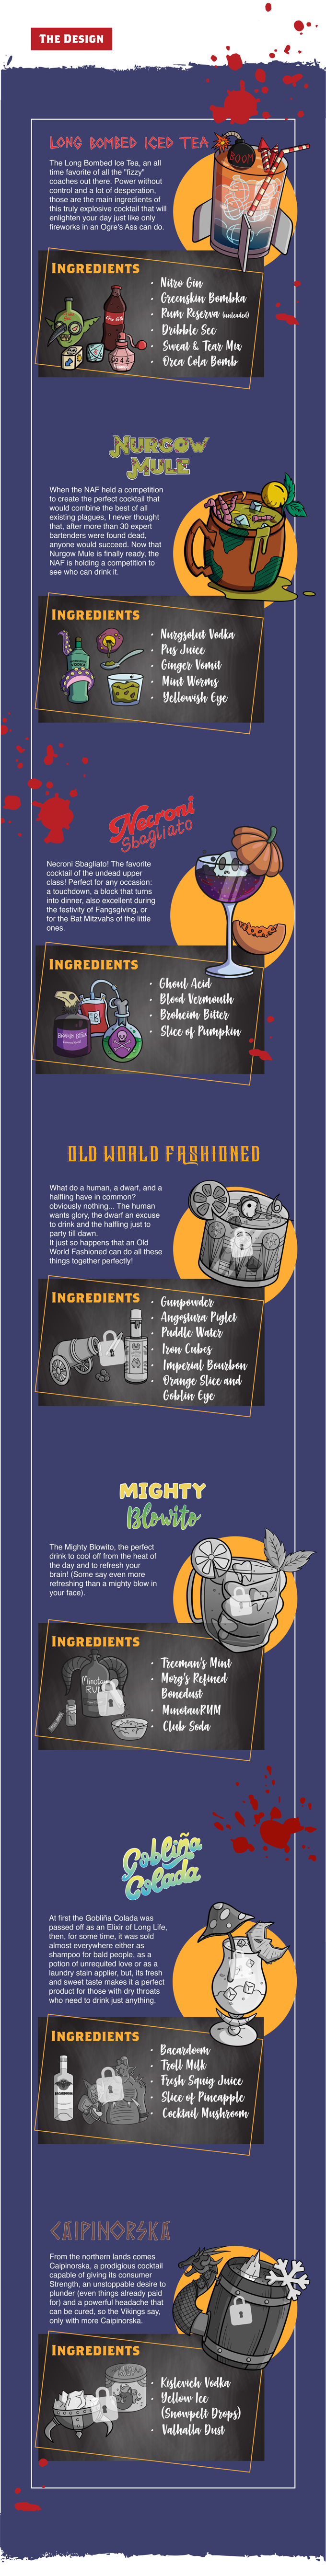 The Design
LONG BOMBED ICED TEA
BOOM
The Long Bombed Ice Tea, an all
time favorite of all the "fizzy"
coaches out there. Power without
control and a lot of desperation,
those are the main ingredients of
this truly explosive cocktail that will
enlighten your day just like only
fireworks in an Ogre's Ass can do.
Ingredients
• Nitro Gin
• Greenskin Bombka
• Rum Reserva (unleaded)
• Dribble Sec
• Sweat & Tear Mix
• Orca Cola Bomb
Nurgow
Mule
When the NAF held a competition
to create the perfect cocktail that
would combine the best of all
existing plagues, I never thought
that, after more than 30 expert
bartenders were found dead,
anyone would succeed. Now that
Nurgow Mule is finally ready, the
NAF is holding a competition to
see who can drink it.
Ingredients
• Nurgsolut Vodka
• Pus Juice
• Ginger Vomit
• Mint Worms
• Yellowish Eye
VODKA
Necroni
Sbagliato
Necroni Sbagliato! The favorite
cocktail of the undead upper
class! Perfect for any occasion:
a touchdown, a block that turns
into dinner, also excellent during
the festivity of Fangsgiving, or
for the Bat Mitzvahs of the little
ones.
Ingredients
• Ghoul Acid
• Blood Vermouth
• Broheim Bitter
• Slice of Pumpkin
B
OLD WORLD FASHIONED
What do a human, a dwarf, and a
halfling have in common?
obviously nothing... The human
wants glory, the dwarf an excuse
to drink and the halfling just to
party till dawn.
It just so happens that an Old
World Fashioned can do all these
things together perfectly!
Ingredients
• Gunpowder
• Angostura Piglet
• Puddle Water
• Iron Cubes
• Imperial Bourbon
• Orange Slice and
Goblin Eye
MIGHTY
Blowito
The Mighty Blowito, the perfect
drink to cool off from the heat of
the day and to refresh your
brain! (Some say even more
refreshing than a mighty blow in
your face).
Ingredients
• Treeman's Mint
• Morg's Refined
Bonedust
• MinotauRUM
• Club Soda
Gobliña
Colada
At first the Gobliña Colada was
passed off as an Elixir of Long Life,
then, for some time, it was sold
almost everywhere either as
shampoo for bald people, as a
potion of unrequited love or as a
laundry stain applier, but, its fresh
and sweet taste makes it a perfect
product for those with dry throats
who need to drink just anything.
Ingredients
• Bacardoom
• Troll Milk
• Fresh Squig Juice
• Slice of Pineapple
• Cocktail Mushroom
CAIPINORSKA
From the northern lands comes
Caipinorska, a prodigious cocktail
capable of giving its consumer
Strength, an unstoppable desire to
plunder (even things already paid
for) and a powerful headache that
can be cured, so the Vikings say,
only with more Caipinorska.
Ingredients
• Kislevich Vodka
• Yellow Ice
(Snowpelt Drops)
• Valhalla Dust